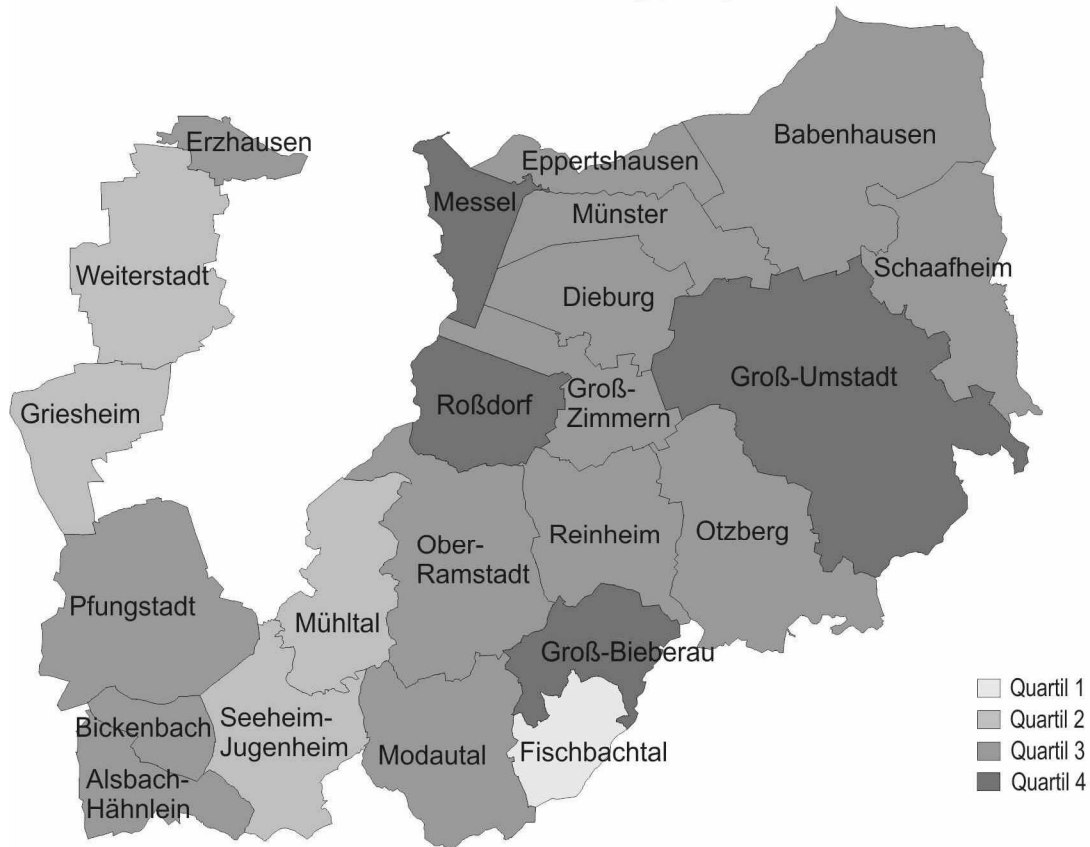 Erzhausen
Babenhausen
Eppertshausen
Messel
Münster
Weiterstadt
Schaafheim
Dieburg
Groß-Umstadt
Griesheim
Roßdorf
Groß-
Zimmern
Ober-
Ramstadt
Reinheim
Otzberg
Pfungstadt
Mühltal
Groß-Bieberau
Bickenbach
Seeheim-
Jugenheim
Modautal
Fischbachtal
Alsbach-
Hähnlein
Quartil 1
Quartil 2
Quartil 3
Quartil 4